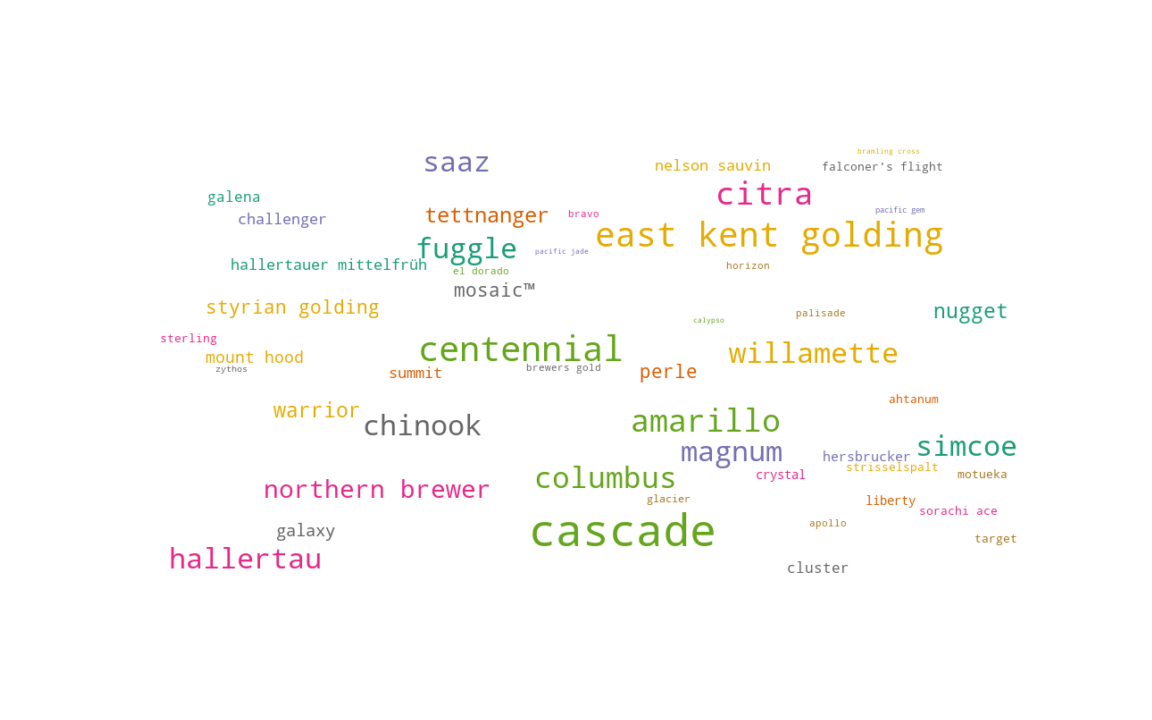 bramling cross
saaz
nelson sauvin
falconer's flight
citra
galena
pacific gem
tettnanger
bravo
challenger
east kent golding
fuggle
pacific jade
hallertauer mittelfrüh
horizon
el dorado
mosaic™
styrian golding
nugget
palisade
calypso
sterling
centennial
willamette
mount hood
brewers gold
zythos
summit
perle
ahtanum
warrior
amarillo
chinook
simcoe
magnum
hersbrucker
strisselspalt
crystal
motueka
columbus
northern brewer
glacier
liberty
sorachi ace
apollo
galaxy
cascade
target
hallertau
cluster